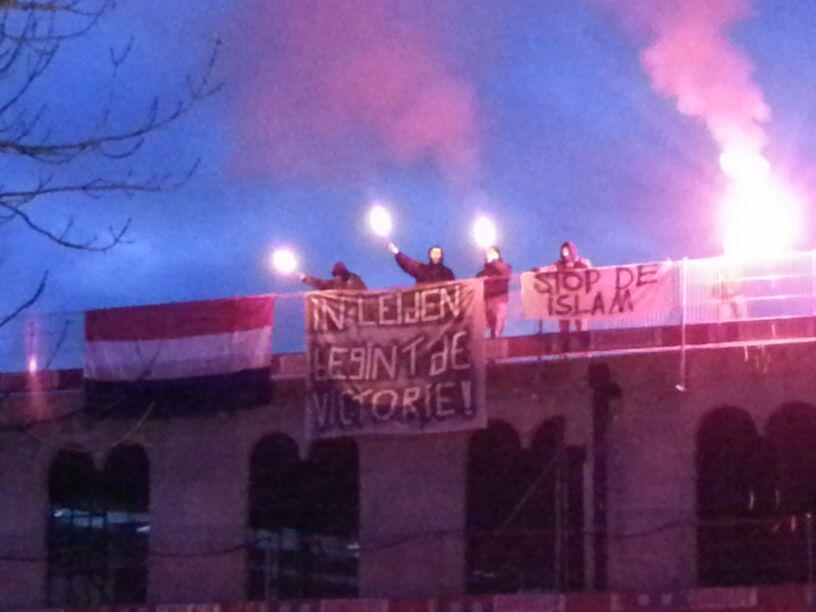 IN LEIJEN
BEGINT DE
VICTORIE!
STOP DE
ISLAM